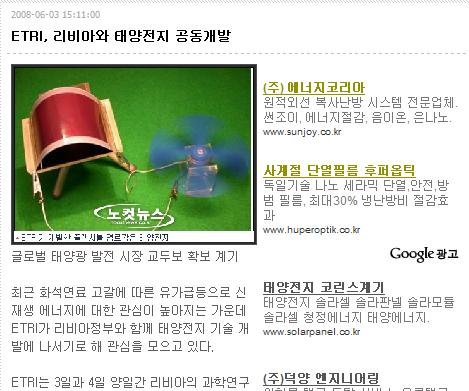 2008-06-03 15:11:00
ETRI, 리비아와 태양전지 공동개발
노컷뉴스
글로벌 태양광 발전 시장 교두보 확보 계기
최근 화석연료 고갈에 따른 유가급등으로 신
재생 에너지에 대한 관심이 높아지는 가운데
ETRI가 리비아정부와 함께 태양전지 기술 개
발에 나서기로 해 관심을 모으고 있다.
ETRI는 3일과 4일 양일간 리비아의 과학연구
(주)에너지코리아
원적외선 복사난방 시스템 전문업체.
썬조이, 에너지절감, 음이온, 은나노.
www.sunjoy.co.kr
사계절 단열필름 후퍼옵틱
독일기술 나노 세라믹 단열,안전,방
범 필름, 최대30% 냉난방비 절감효
과
www.huperoptik.co.kr
Google 광고
태양전지 코린스계기
태양전지 솔라셀 솔라판넬 솔라모듈
솔라셀 청정에너지 태양에너지.
www.solarpanel.co.kr
(주)덕양 엔지니어링